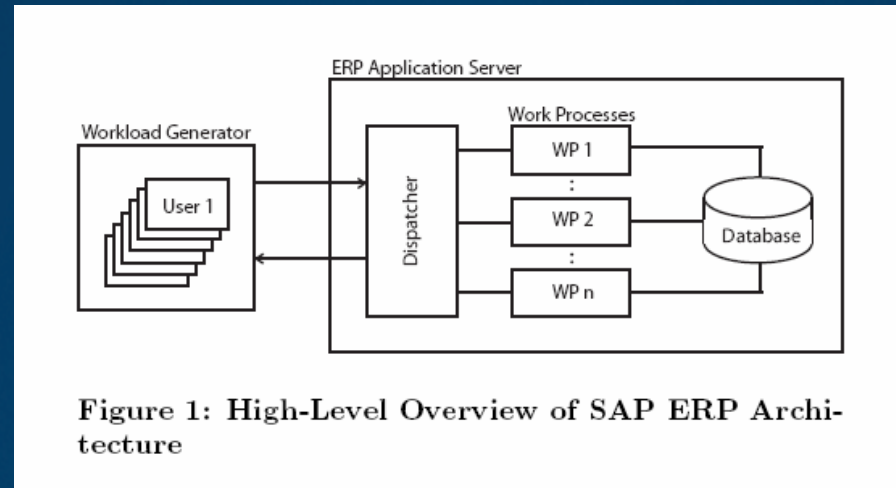 ERP Application Server
Workload Generator
Work Processes
User 1
Dispatcher
WP 1
:
WP 2
:
WP n
Database
Figure 1: High-Level Overview of SAP ERP Archi-
tecture